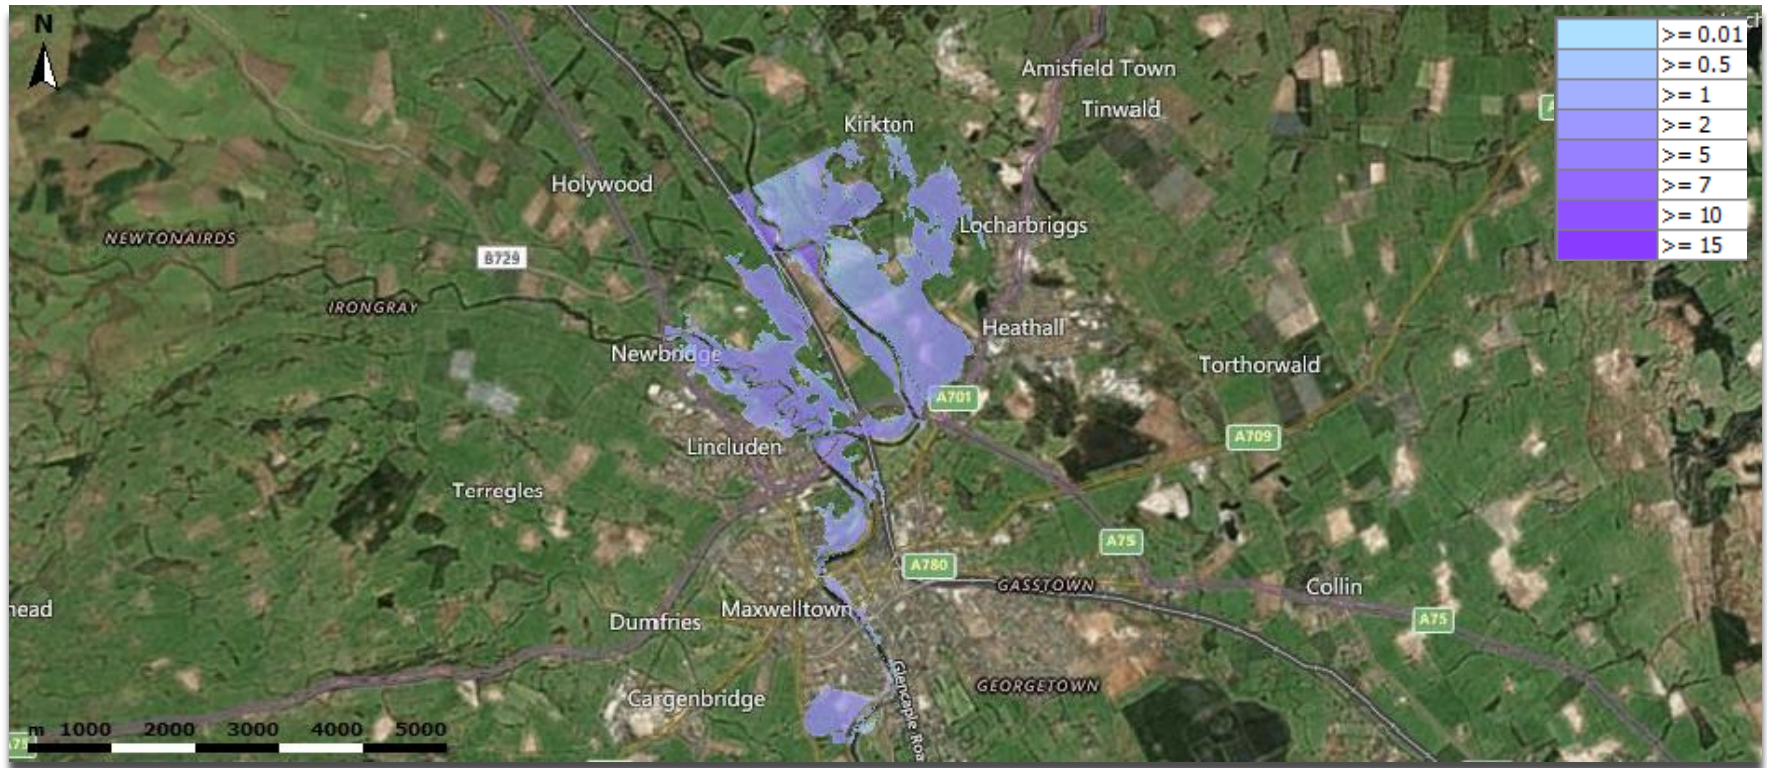 N
>= 0.01
>= 0.5
>= 1
>= 2
>= 5
>= 7
>= 10
>= 15
Amisfield Town
Tinwald
Kirkton
Holywood
Locharbriggs
NEWTONAIRDS
B729
IRONGRAY
Heathall
Newbridge
Torthorwald
A701
A709
Lincluden
Terregles
A75
A780
GASSTOWN
Collin
head
Maxwelltown
Dumfries
A75
Glencaple Roa
GEORGETOWN
Cargenbridge
m 1000 2000 3000 4000 5000
A75